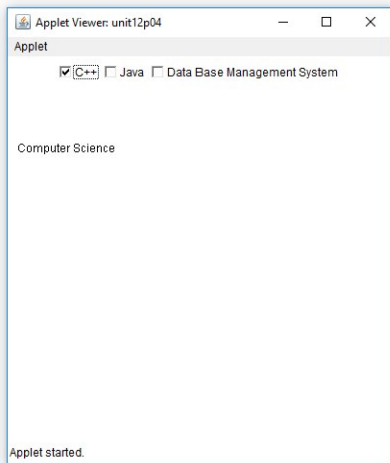 Applet Viewer: unit12p04
Applet
C++ Java Data Base Management System
Computer Science
Applet started.